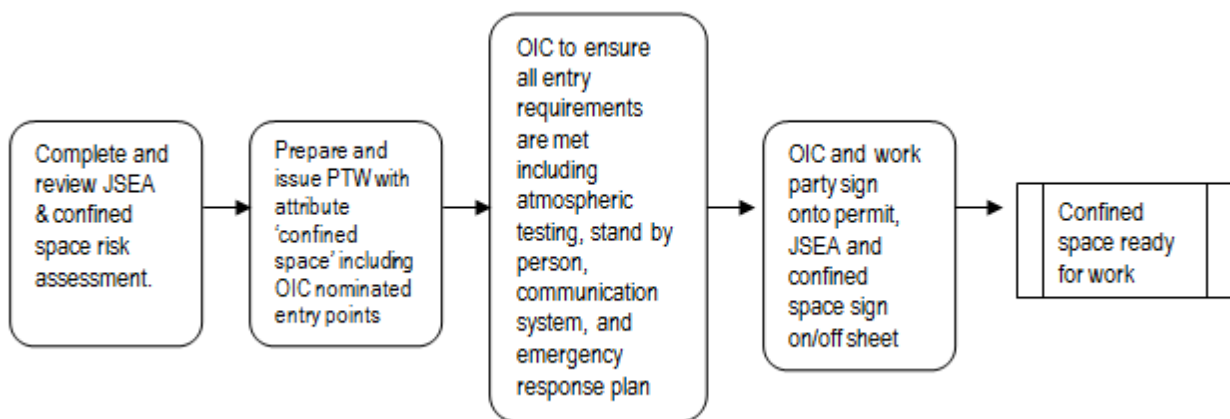 Complete and
review JSEA
& confined
space risk
assessment.
Prepare and
issue PTW with
attribute
‘confined
space’ including
OIC nominated
entry points
OIC to ensure
all entry
requirements
are met
including
atmospheric
testing, stand by
person,
communication
system, and
emergency
response plan
OIC and work
party sign
onto permit,
JSEA and
confined
space sign
on/off sheet
Confined
space ready
for work